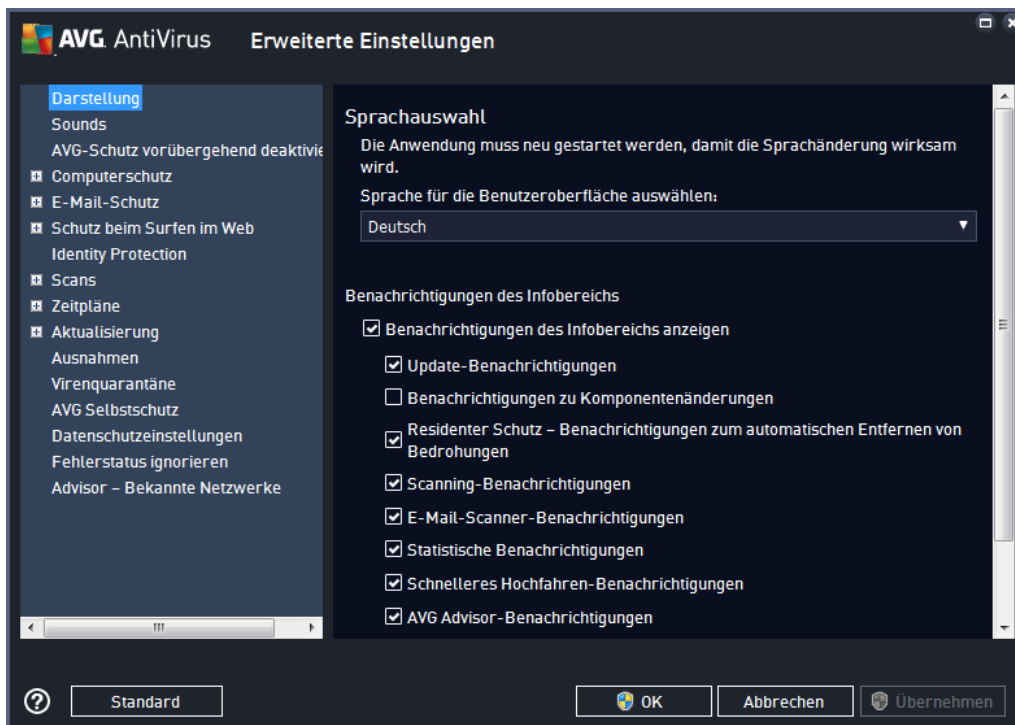 AVG AntiVirus Erweiterte Einstellungen
Darstellung
Sounds
AVG-Schutz vorübergehend deaktivie
Computerschutz
E-Mail-Schutz
Schutz beim Surfen im Web
Identity Protection
Scans
Zeitpläne
Aktualisierung
Ausnahmen
Virenquarantäne
AVG Selbstschutz
Datenschutzeinstellungen
Fehlerstatus ignorieren
Advisor – Bekannte Netzwerke
Sprachauswahl
Die Anwendung muss neu gestartet werden, damit die Sprachänderung wirksam
wird.
Sprache für die Benutzeroberfläche auswählen:
Deutsch
Benachrichtigungen des Infobereichs
Benachrichtigungen des Infobereichs anzeigen
Update-Benachrichtigungen
Benachrichtigungen zu Komponentenänderungen
Residenter Schutz – Benachrichtigungen zum automatischen Entfernen von
Bedrohungen
Scanning-Benachrichtigungen
E-Mail-Scanner-Benachrichtigungen
Statistische Benachrichtigungen
Schnelleres Hochfahren-Benachrichtigungen
AVG Advisor-Benachrichtigungen
Standard
OK
Abbrechen
Übernehmen